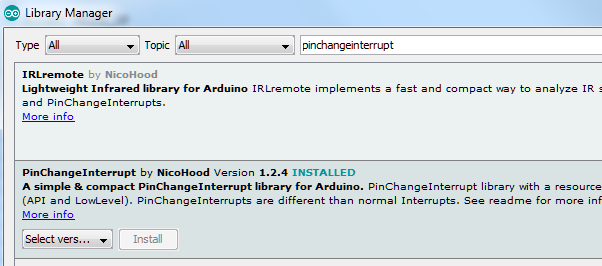 Library Manager
Type All Topic All pinchangeinterrupt
IRLremote by NicoHood
Lightweight Infrared library for Arduino IRLremote implements a fast and compact way to analyze IR s
and PinChangeInterrupts.
More info
PinChangeInterrupt by NicoHood Version 1.2.4 INSTALLED
A simple & compact PinChangeInterrupt library for Arduino. PinChangeInterrupt library with a resource
(API and LowLevel). PinChangeInterrupts are different than normal Interrupts. See readme for more inf
More info
Select vers... Install